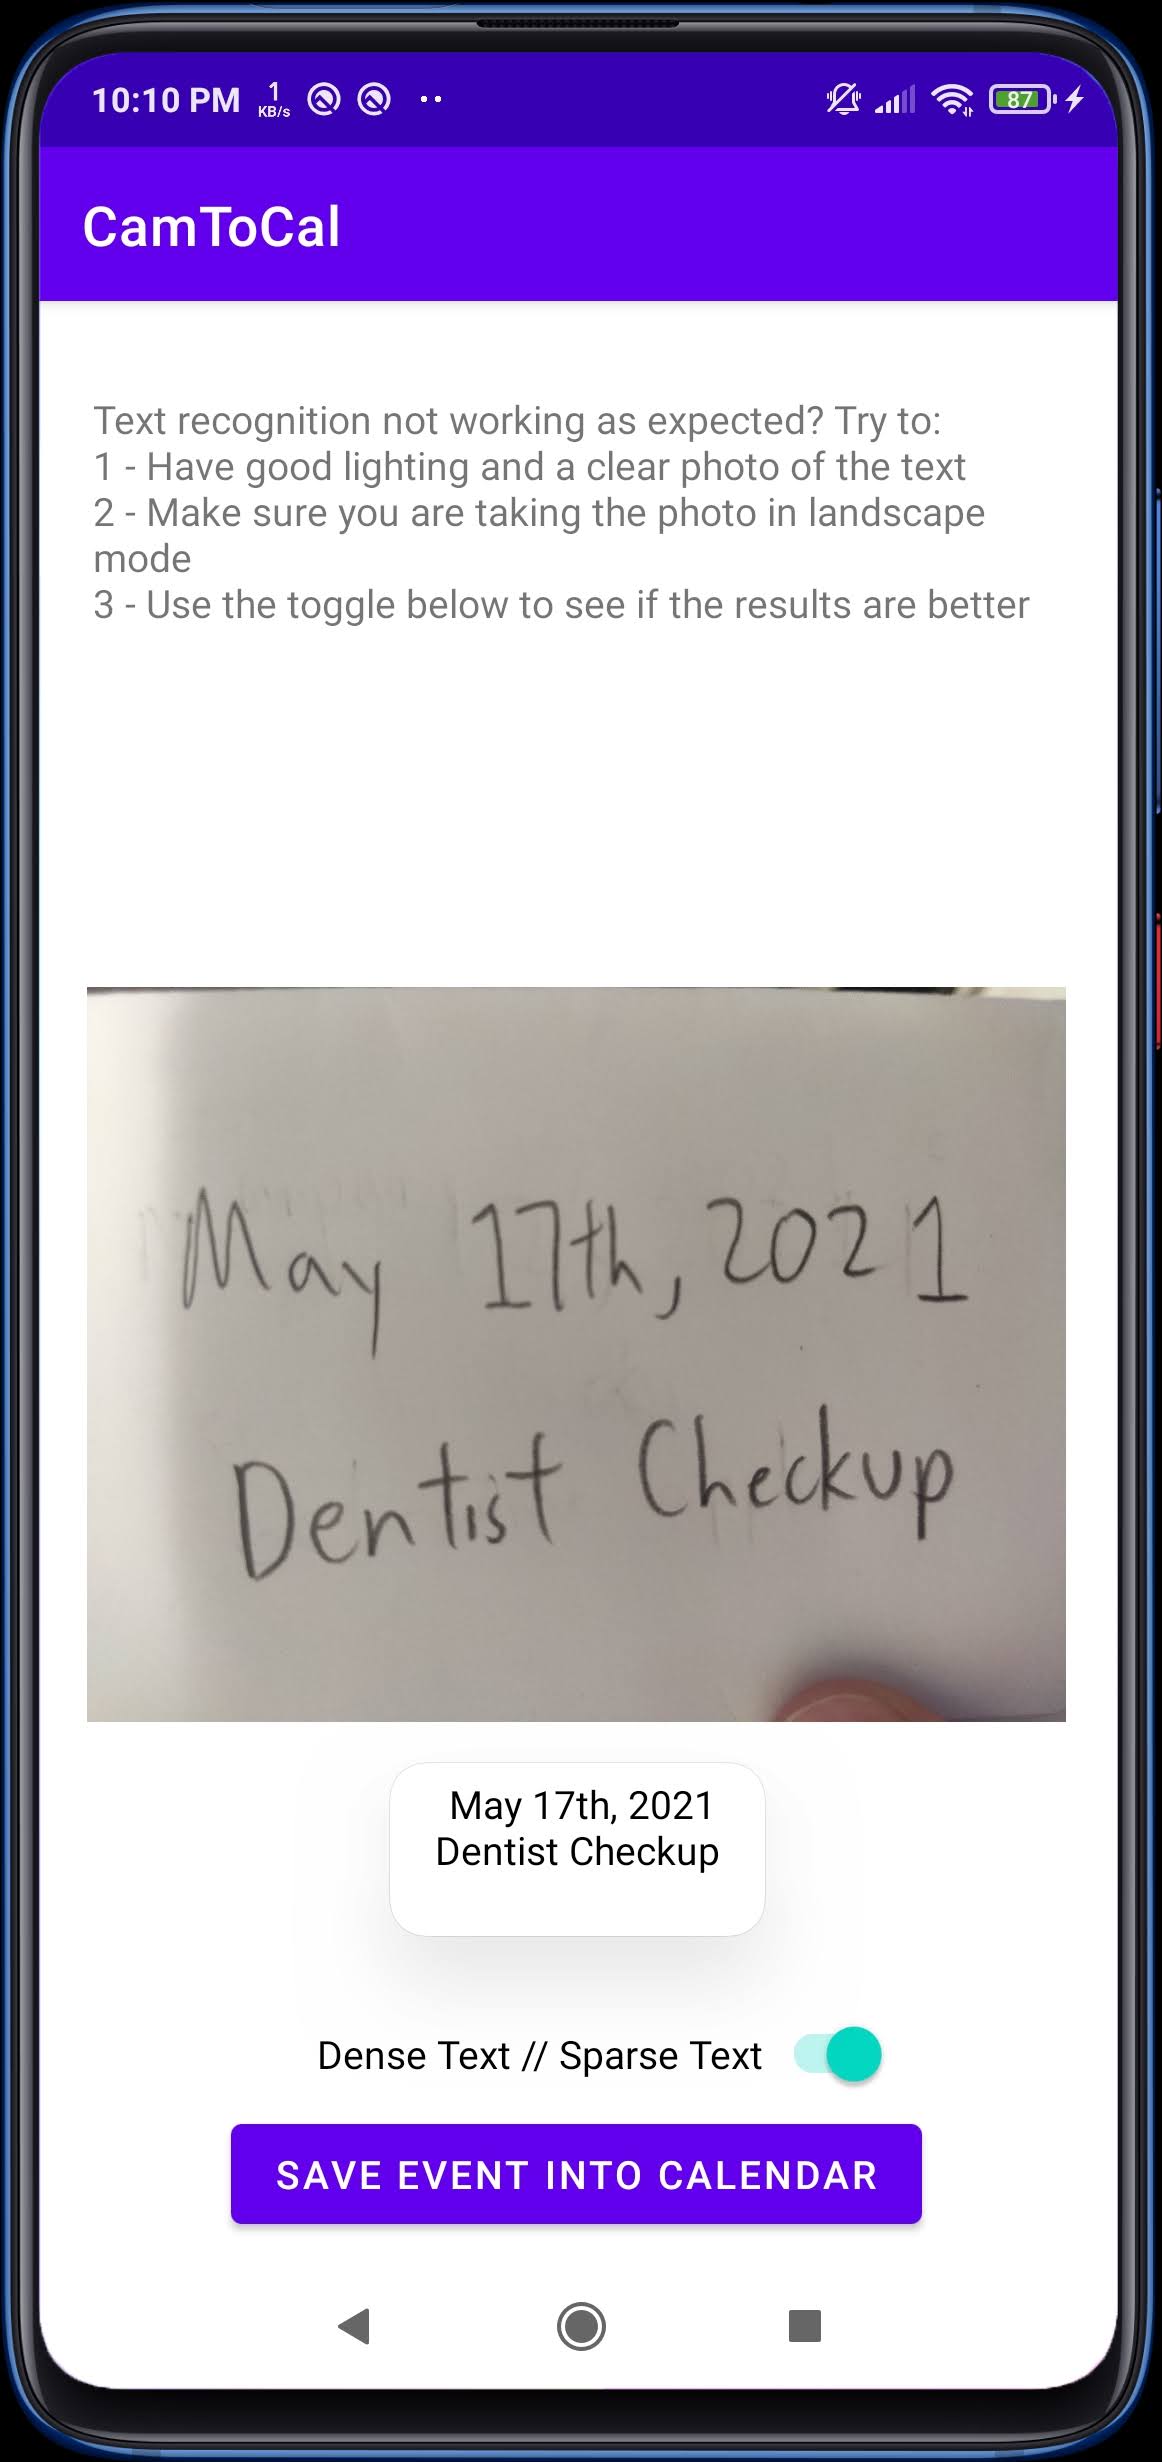 10:10 PM 1 KB/s 87
CamToCal
Text recognition not working as expected? Try to:
1 - Have good lighting and a clear photo of the text
2 - Make sure you are taking the photo in landscape
mode
3 - Use the toggle below to see if the results are better
May 17th, 2021
Dentist Checkup
May 17th, 2021
Dentist Checkup
Dense Text // Sparse Text
SAVE EVENT INTO CALENDAR